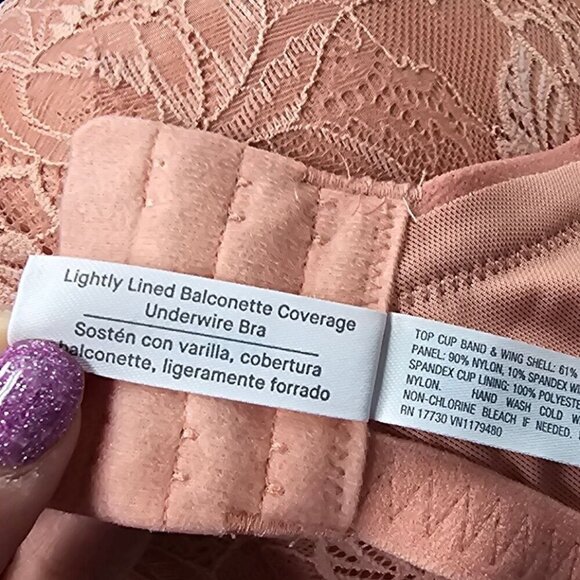 Lightly Lined Balconette Coverage
Underwire Bra
Sostén con varilla, cobertura
balconette, ligeramente forrado
TOP CUP BAND & WING SHELL: 61%
PANEL: 90% NYLON, 10% SPANDEX
SPANDEX CUP LINING: 100%
NYLON. HAND WASH COLD
NON-CHLORINE BLEACH IF NEEDED.
RN 17730 VN1179480